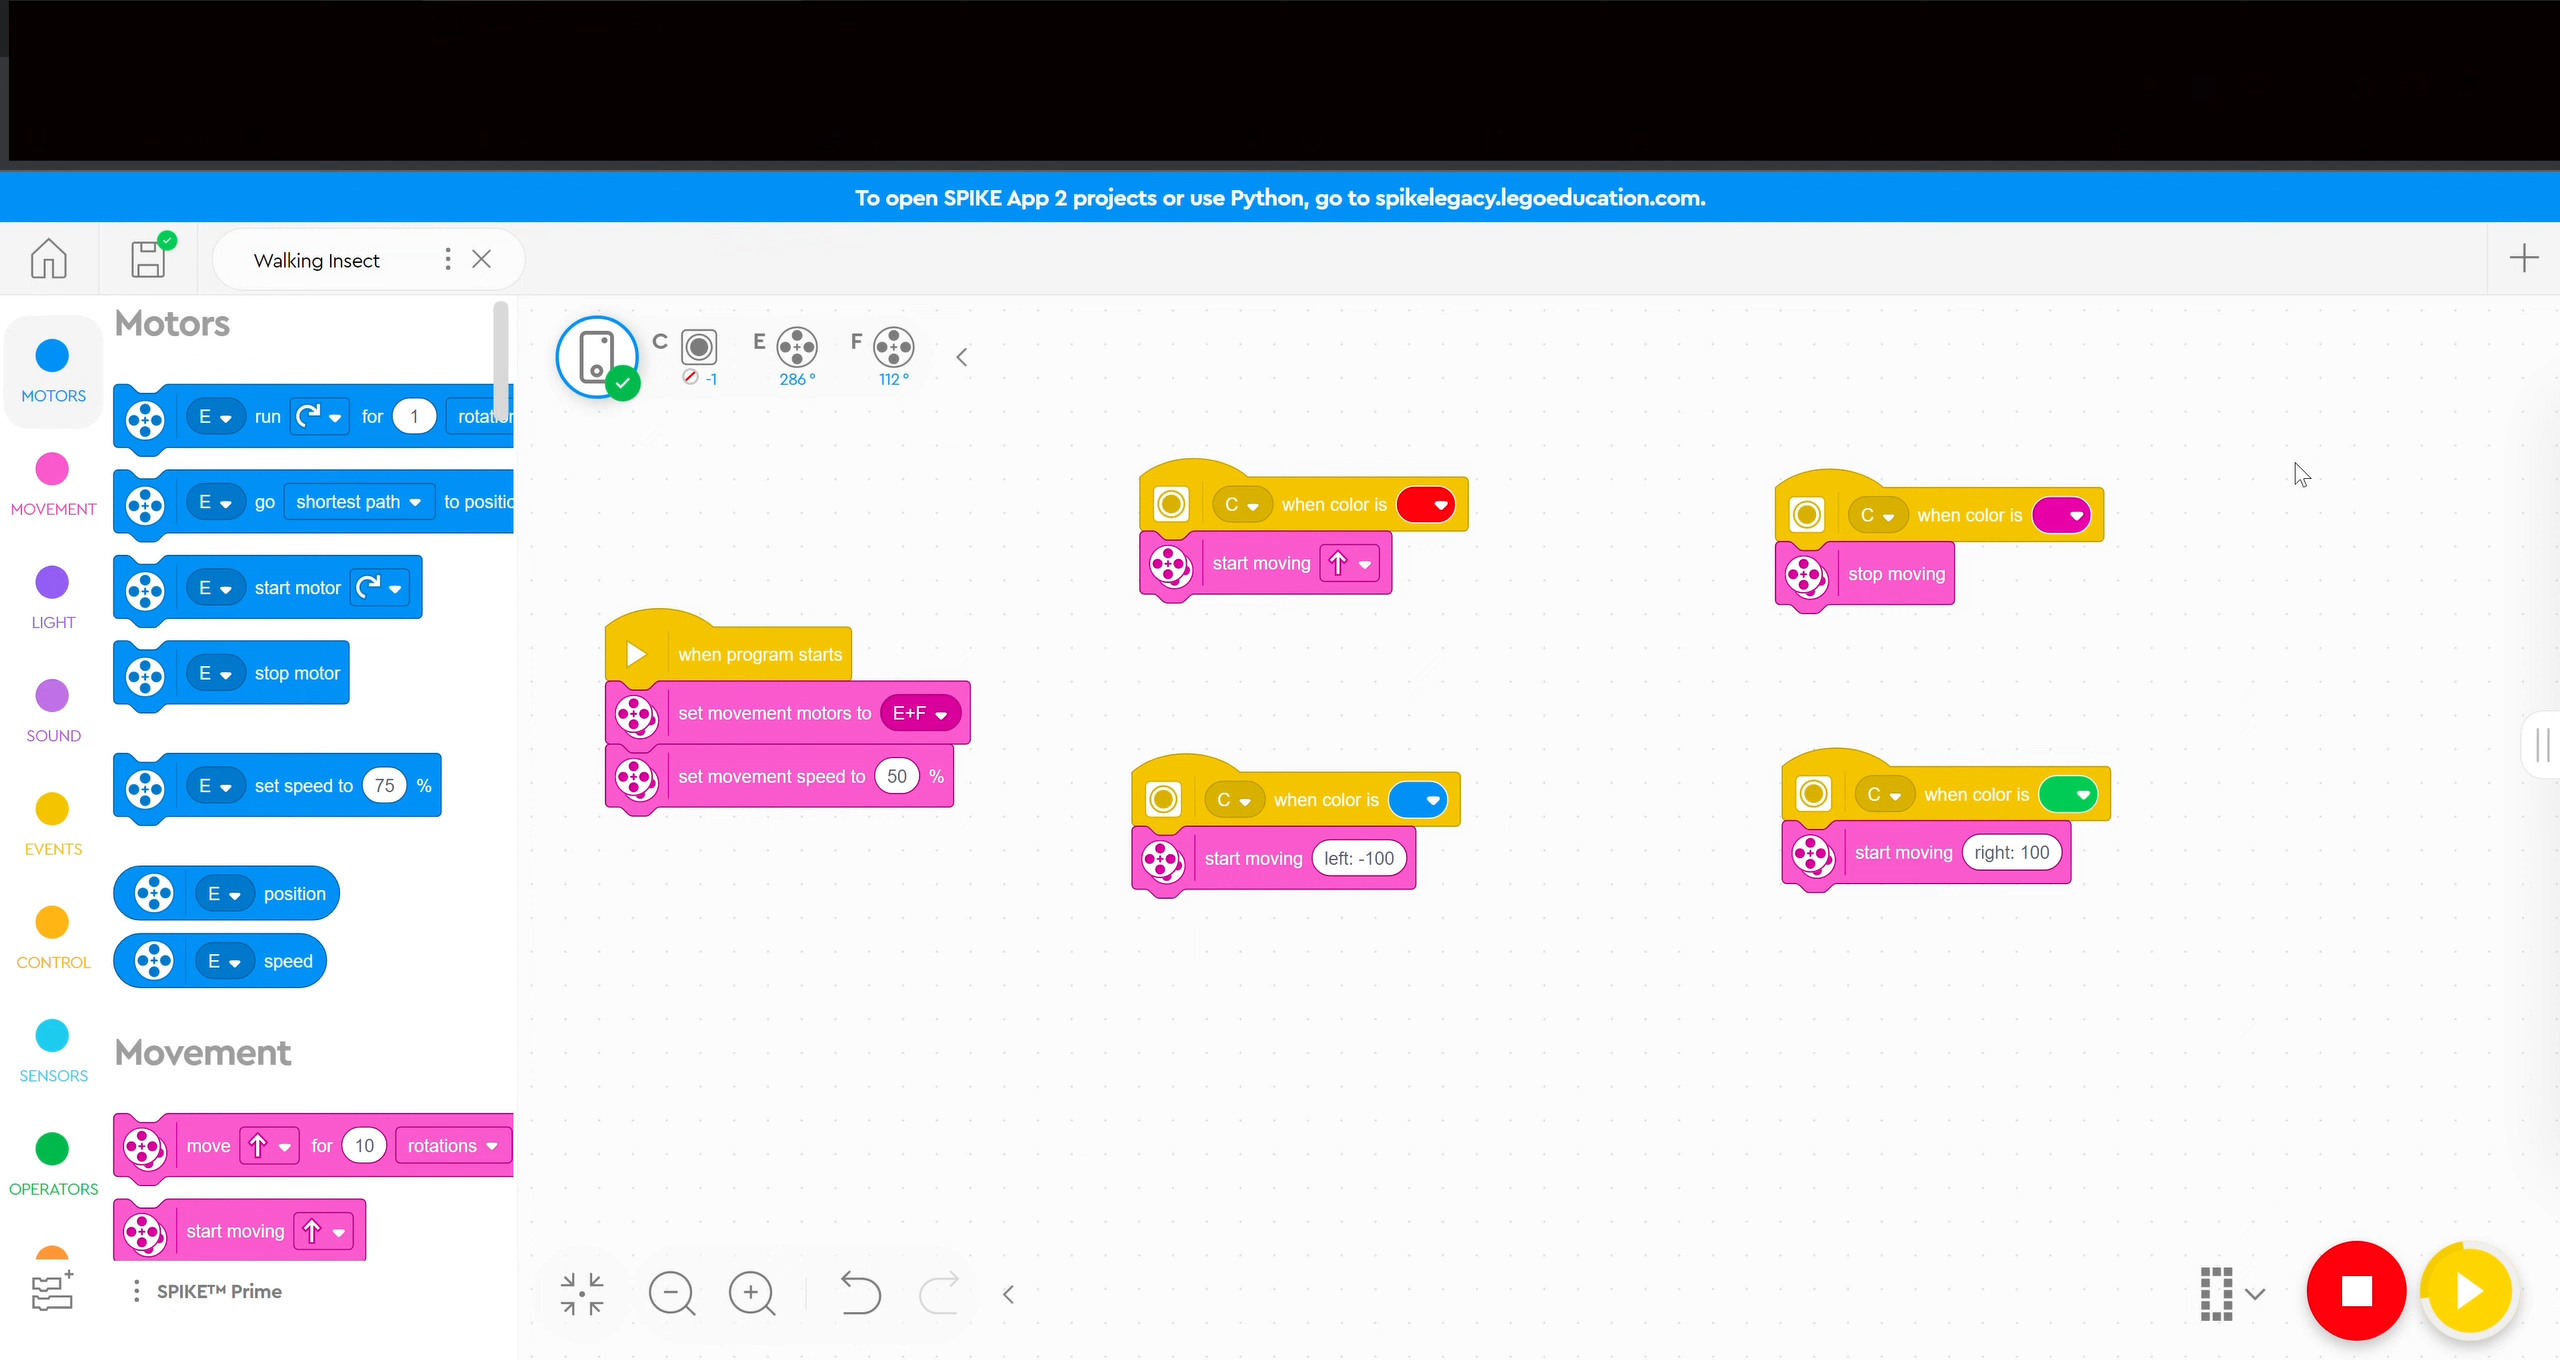 To open SPIKE App 2 projects or use Python, go to spikelegacy.legoeducation.com.
Walking Insect
MOTORS
MOVEMENT
LIGHT
SOUND
EVENTS
CONTROL
SENSORS
OPERATORS
Motors
E run for 1
E go shortest path
E start motor
E stop motor
E set speed to 75 %
E position
E speed
Movement
move for 10 rotations
start moving
SPIKE™ Prime
C -1
E 286°
F 112°
when program starts
set movement motors to E+F
set movement speed to 50 %
C when color is
start moving
C when color is
start moving left: -100
C when color is
stop moving
C when color is
start moving right: 100